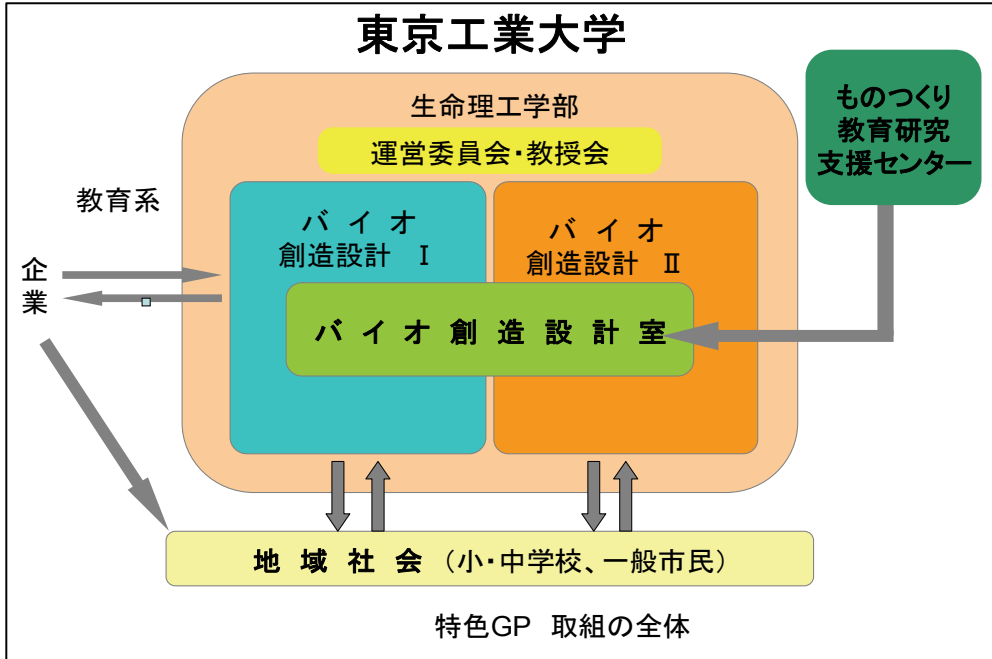 東京工業大学
生命理工学部
運営委員会・教授会
ものつくり
教育研究
支援センター
教育系
企
業
バ イ オ
創造設計 Ⅰ
バ イ オ
創造設計 Ⅱ
バ イ オ 創 造 設 計 室
地 域 社 会 (小・中学校、一般市民)
特色GP 取組の全体